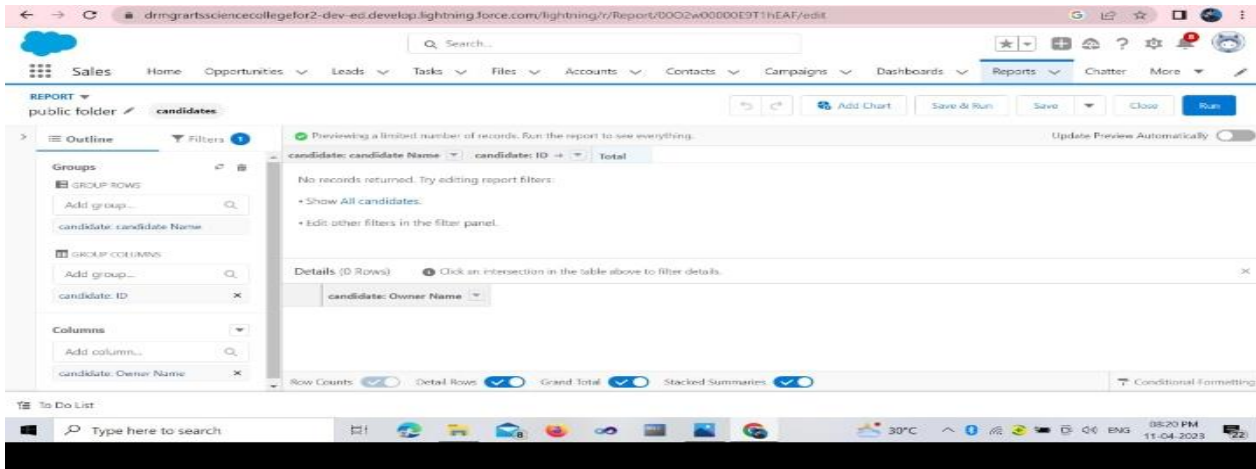 drmgrartssciencecollegefor2-dev-ed.develop.lightning.force.com/lightning/r/Report/00O2w00000E9T1hEAF/edit
Search...
Sales Home Opportunities Leads Tasks Files Accounts Contacts Campaigns Dashboards Reports Chatter More
REPORT
public folder candidates
Add Chart Save & Run Save Close Run
Outline Filters 1
Previewing a limited number of records. Run the report to see everything.
Update Preview Automatically
Groups
GROUP ROWS
Add group...
candidate: candidate Name
GROUP COLUMNS
Add group...
candidate: ID
Columns
Add column...
candidate: Owner Name
candidate: candidate Name candidate: ID → Total
No records returned. Try editing report filters:
• Show All candidates.
• Edit other filters in the filter panel.
Details (0 Rows) Click an intersection in the table above to filter details.
candidate: Owner Name
Row Counts Detail Rows Grand Total Stacked Summaries Conditional Formatting
To Do List
Type here to search
30°C ENG 08:20 PM
11-04-2023
22